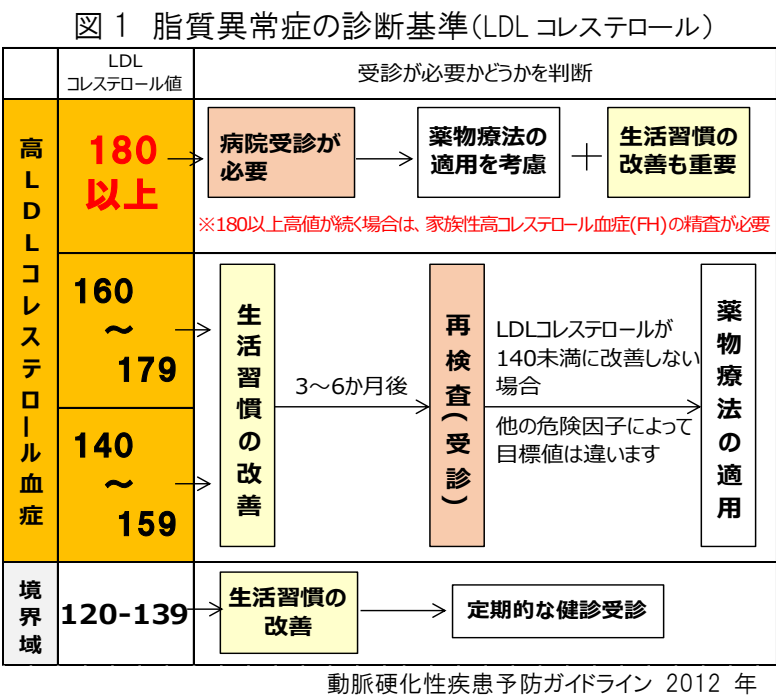 図1 脂質異常症の診断基準(LDLコレステロール)
LDL
コレステロール値
受診が必要かどうかを判断
高LDLコレステロール血症
180
以上
病院受診が
必要
薬物療法の
適用を考慮
+
生活習慣の
改善も重要
※180以上高値が続く場合は、家族性高コレステロール血症(FH)の精査が必要
160
～
179
140
～
159
生活習慣の改善
3～6か月後
再検査(受診)
LDLコレステロールが
140未満に改善しない
場合
他の危険因子によって
目標値は違います
薬物療法の適用
境界域
120-139
生活習慣の
改善
定期的な健診受診
動脈硬化性疾患予防ガイドライン 2012 年